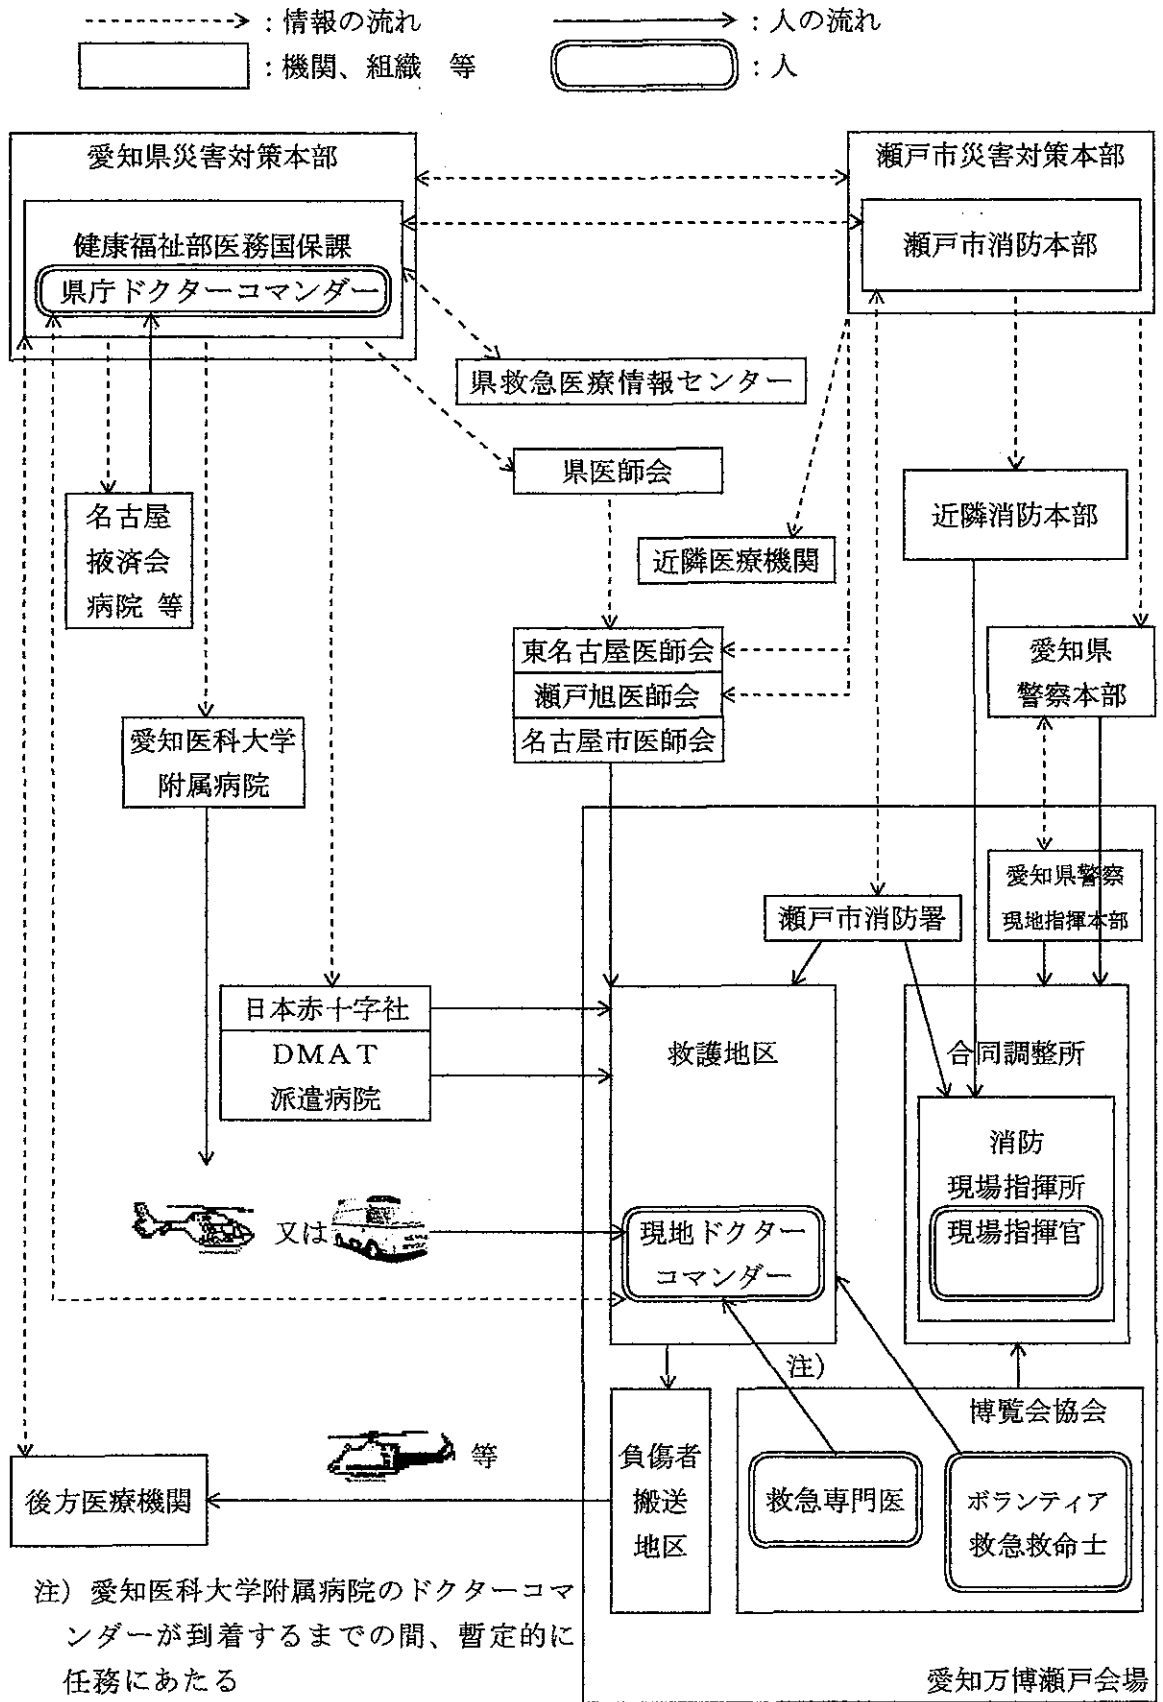 ：情報の流れ
：人の流れ
：機関、組織　等
：人
愛知県災害対策本部
健康福祉部医務国保課
県庁ドクターコマンダー
瀬戸市災害対策本部
瀬戸市消防本部
県救急医療情報センター
県医師会
近隣医療機関
近隣消防本部
名古屋
掖済会
病院 等
東名古屋医師会
瀬戸旭医師会
名古屋市医師会
愛知県
警察本部
愛知医科大学
附属病院
愛知県警察
現地指揮本部
瀬戸市消防署
日本赤十字社
DMAT
派遣病院
救護地区
合同調整所
消防
現場指揮所
現場指揮官
又は
現地ドクター
コマンダー
注）
博覧会協会
救急専門医
ボランティア
救急救命士
負傷者
搬送
地区
等
後方医療機関
注）愛知医科大学附属病院のドクターコマ
ンダーが到着するまでの間、暫定的に
任務にあたる
愛知万博瀬戸会場